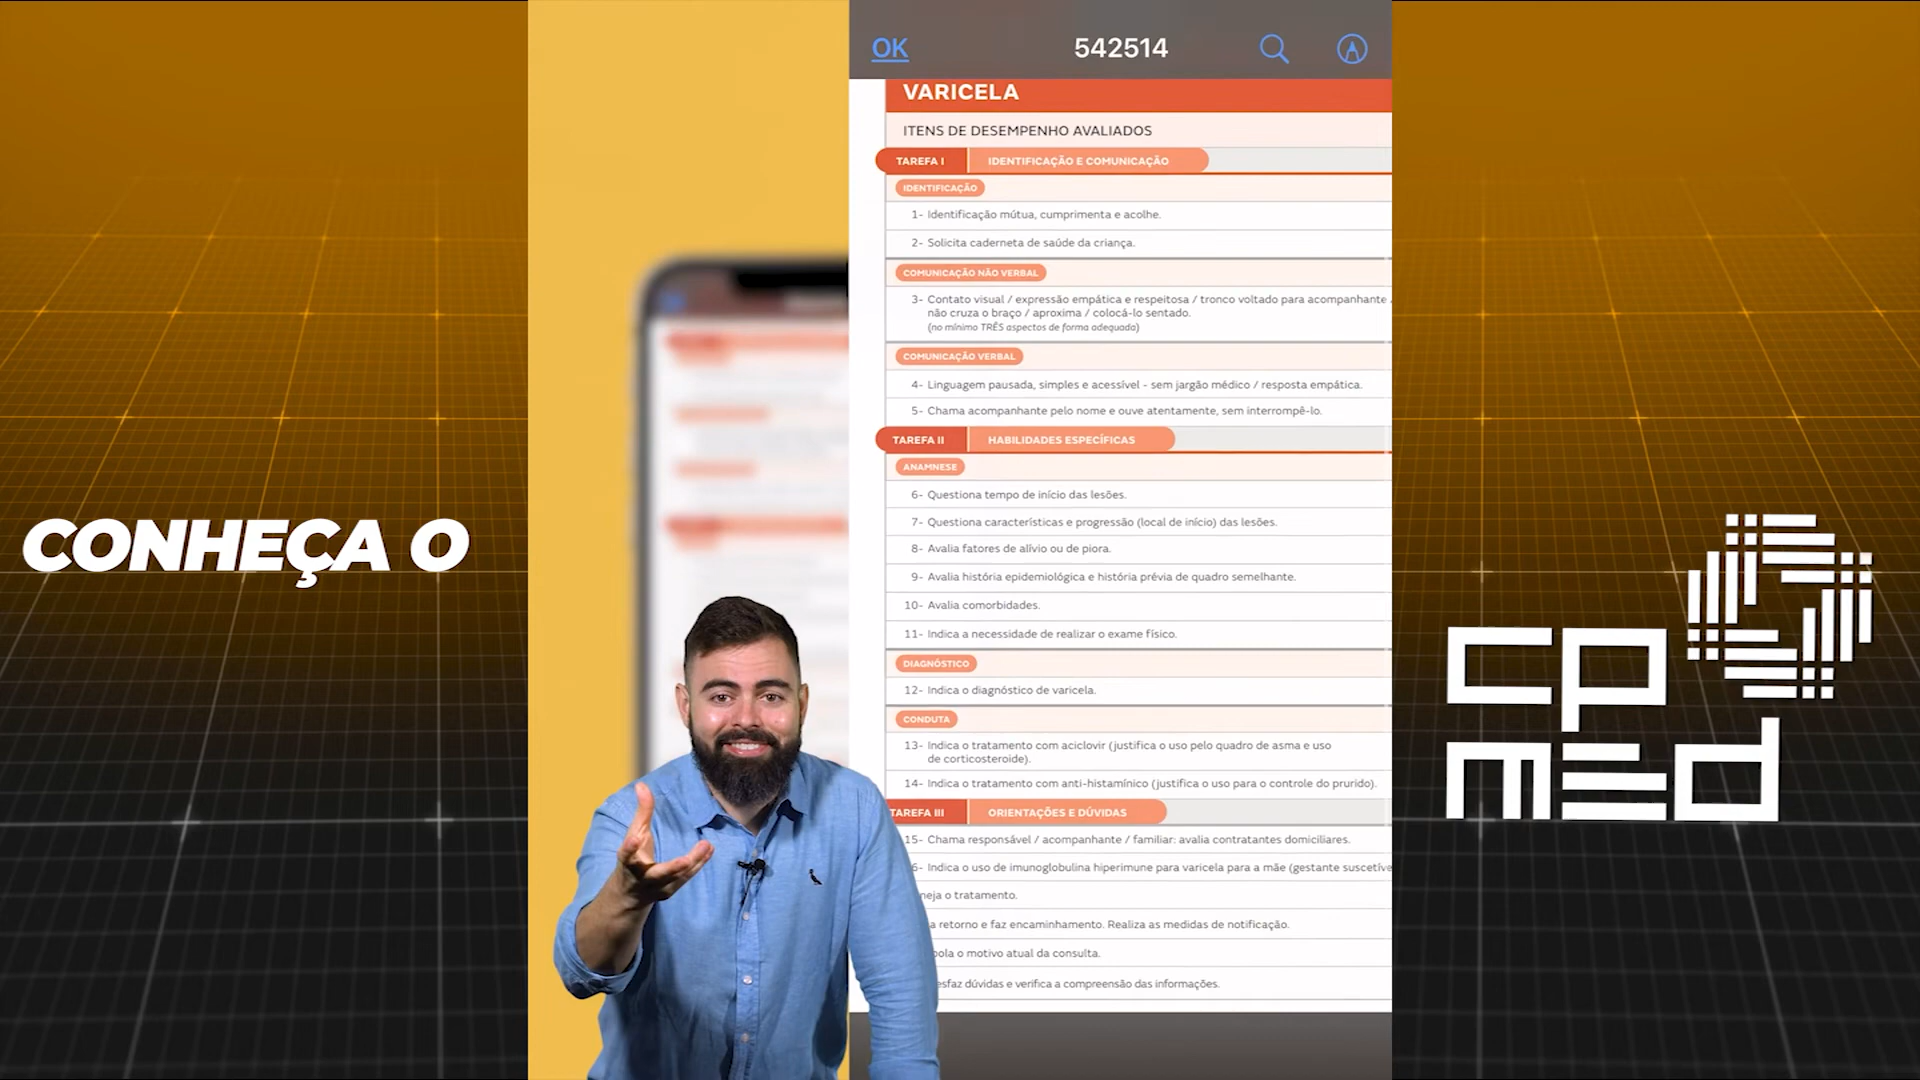 CONHEÇA O
OK
542514
VARICELA
ITENS DE DESEMPENHO AVALIADOS
TAREFA I
IDENTIFICAÇÃO E COMUNICAÇÃO
IDENTIFICAÇÃO
1- Identificação mútua, cumprimenta e acolhe.
2- Solicita caderneta de saúde da criança.
COMUNICAÇÃO NÃO VERBAL
3- Contato visual / expressão empática e respeitosa / tronco voltado para acompanhante
não cruza o braço / aproxima / colocá-lo sentado.
(no mínimo TRÊS aspectos de forma adequada)
COMUNICAÇÃO VERBAL
4- Linguagem pausada, simples e acessível - sem jargão médico / resposta empática.
5- Chama acompanhante pelo nome e ouve atentamente, sem interrompê-lo.
TAREFA II
HABILIDADES ESPECÍFICAS
ANAMNESE
6- Questiona tempo de início das lesões.
7- Questiona características e progressão (local de início) das lesões.
8- Avalia fatores de alívio ou de piora.
9- Avalia história epidemiológica e história prévia de quadro semelhante.
10- Avalia comorbidades.
11- Indica a necessidade de realizar o exame físico.
DIAGNÓSTICO
12- Indica o diagnóstico de varicela.
CONDUTA
13- Indica o tratamento com aciclovir (justifica o uso pelo quadro de asma e uso
de corticosteroide).
14- Indica o tratamento com anti-histamínico (justifica o uso para o controle do prurido).
TAREFA III
ORIENTAÇÕES E DÚVIDAS
15- Chama responsável / acompanhante / familiar: avalia contratantes domiciliares.
6- Indica o uso de imunoglobulina hiperimune para varicela para a mãe (gestante suscetíve
neja o tratamento.
a retorno e faz encaminhamento. Realiza as medidas de notificação.
bola o motivo atual da consulta.
esfaz dúvidas e verifica a compreensão das informações.
cp
med